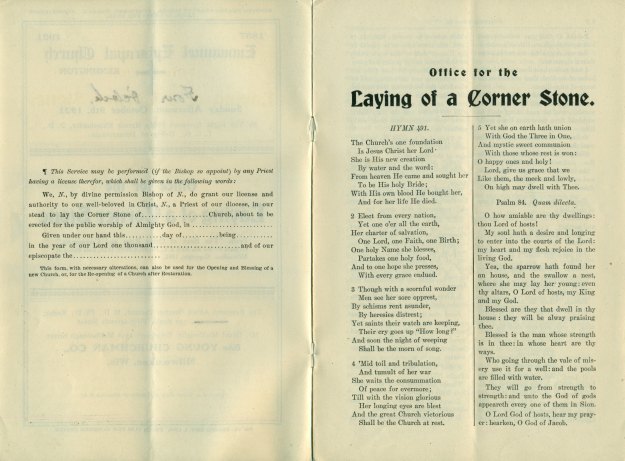 ¶ This Service may be performed (if the Bishop so appoint) by any Priest
having a license therefor, which shall be given in the following words:
We, N., by divine permission Bishop of N., do grant our license and
authority to our well-beloved in Christ, N., a Priest of our diocese, in our
stead to lay the Corner Stone of......................Church, about to be
erected for the public worship of Almighty God, in
Given under our hand this..........day of..........being
in the year of our Lord one thousand..............................and of our
episcopate the
This form, with necessary alterations, can also be used for the Opening and Blessing of a
new Church, or, for the Re-opening of a Church after Restoration.
Office for the
Laying of a Corner Stone.
HYMN 491.
The Church's one foundation
Is Jesus Christ her Lord·
She is His new creation
By water and the word:
From heaven He came and sought her
To be His holy Bride;
With His own blood He bought her,
And for her life He died.
2 Elect from every nation,
Yet one o'er all the earth,
Her charter of salvation,
One Lord, one Faith, one Birth;
One holy Name she blesses,
Partakes one holy food,
And to one hope she presses,
With every grace endued.
3 Though with a scornful wonder
Men see her sore opprest,
By schisms rent asunder,
By heresies distrest;
Yet saints their watch are keeping,
Their cry goes up "How long?"
And soon the night of weeping
Shall be the morn of song.
4 'Mid toil and tribulation,
And tumult of her war
She waits the consummation
Of peace for evermore;
Till with the vision glorious
Her longing eyes are blest
And the great Church victorious
Shall be the Church at rest.
5 Yet she on earth hath union
With God the Three in One,
And mystic sweet communion
With those whose rest is won:
O happy ones and holy!
Lord, give us grace that we
Like them, the meek and lowly,
On high may dwell with Thee.
Psalm 84. Quam dilecta.
O how amiable are thy dwellings:
thou Lord of hosts!
My soul hath a desire and longing
to enter into the courts of the Lord:
my heart and my flesh rejoice in the
living God.
Yea, the sparrow hath found her
an house, and the swallow a nest,
where she may lay her young: even
thy altars, O Lord of hosts, my King
and my God.
Blessed are they that dwell in thy
house : they will be alway praising
thee.
Blessed is the man whose strength
is in thee: in whose heart are thy
ways.
Who going through the vale of mis-
ery use it for a well: and the pools
are filled with water.
They will go from strength to
strength: and unto the God of gods
appeareth every one of them in Sion.
O Lord God of hosts, hear my pray-
er: hearken, O God of Jacob.